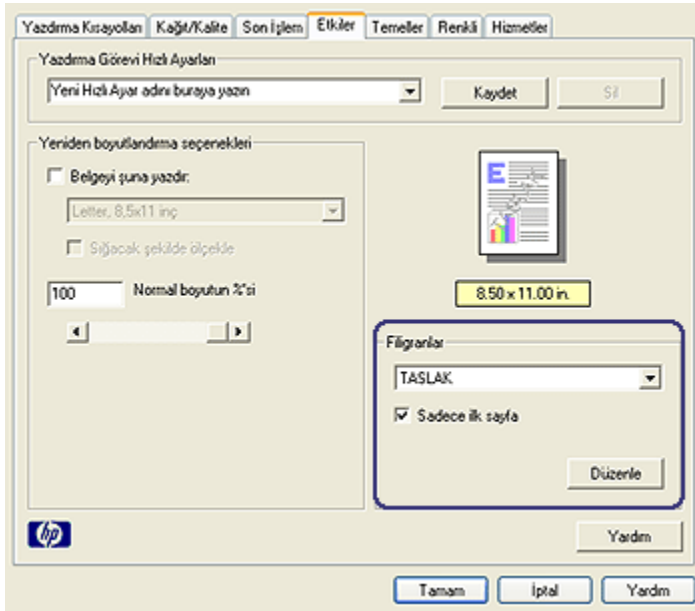 Yazdırma Kısayolları Kağıt/Kalite Son İşlem Etkiler Temeller Renkli Hizmetler
Yazdırma Görevi Hızlı Ayarları
Yeni Hızlı Ayar adını buraya yazın Kaydet Sil
Yeniden boyutlandırma seçenekleri
Belgeyi şuna yazdır:
Letter, 8,5x11 inç
Sığacak şekilde ölçekle
100 Normal boyutun %'si
E
8.50 x 11.00 in.
Filigranlar
TASLAK
Sadece ilk sayfa
Düzenle
hp
Yardım
Tamam İptal Yardım